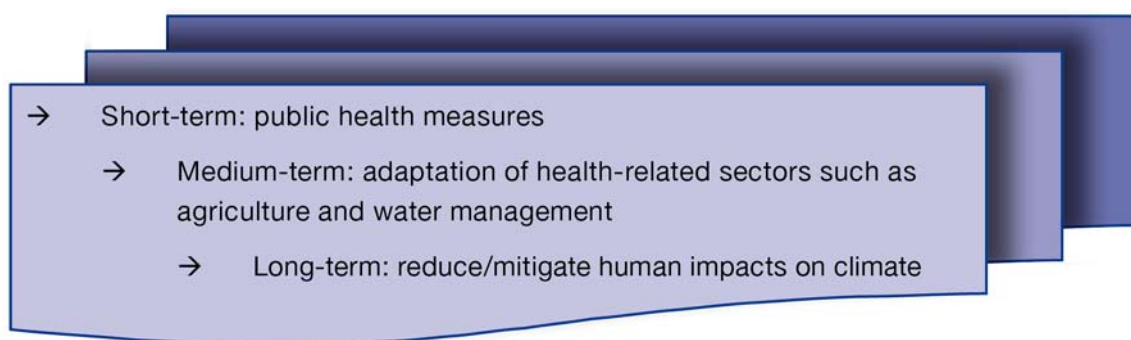 → Short-term: public health measures
→ Medium-term: adaptation of health-related sectors such as
agriculture and water management
→ Long-term: reduce/mitigate human impacts on climate